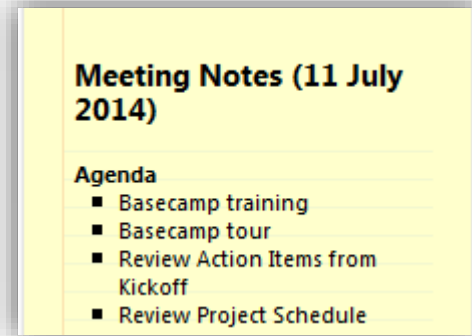 Meeting Notes (11 July
2014)
Agenda
▪ Basecamp training
▪ Basecamp tour
▪ Review Action Items from
Kickoff
▪ Review Project Schedule